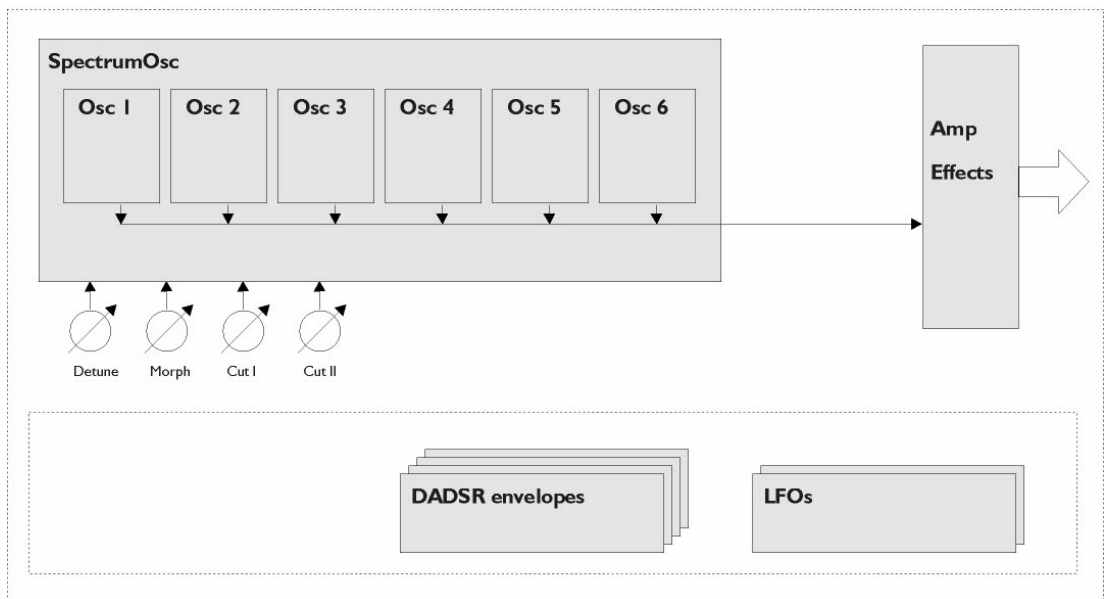 SpectrumOsc
Osc 1
Osc 2
Osc 3
Osc 4
Osc 5
Osc 6
Amp
Effects
Detune
Morph
Cut I
Cut II
DADSR envelopes
LFOs